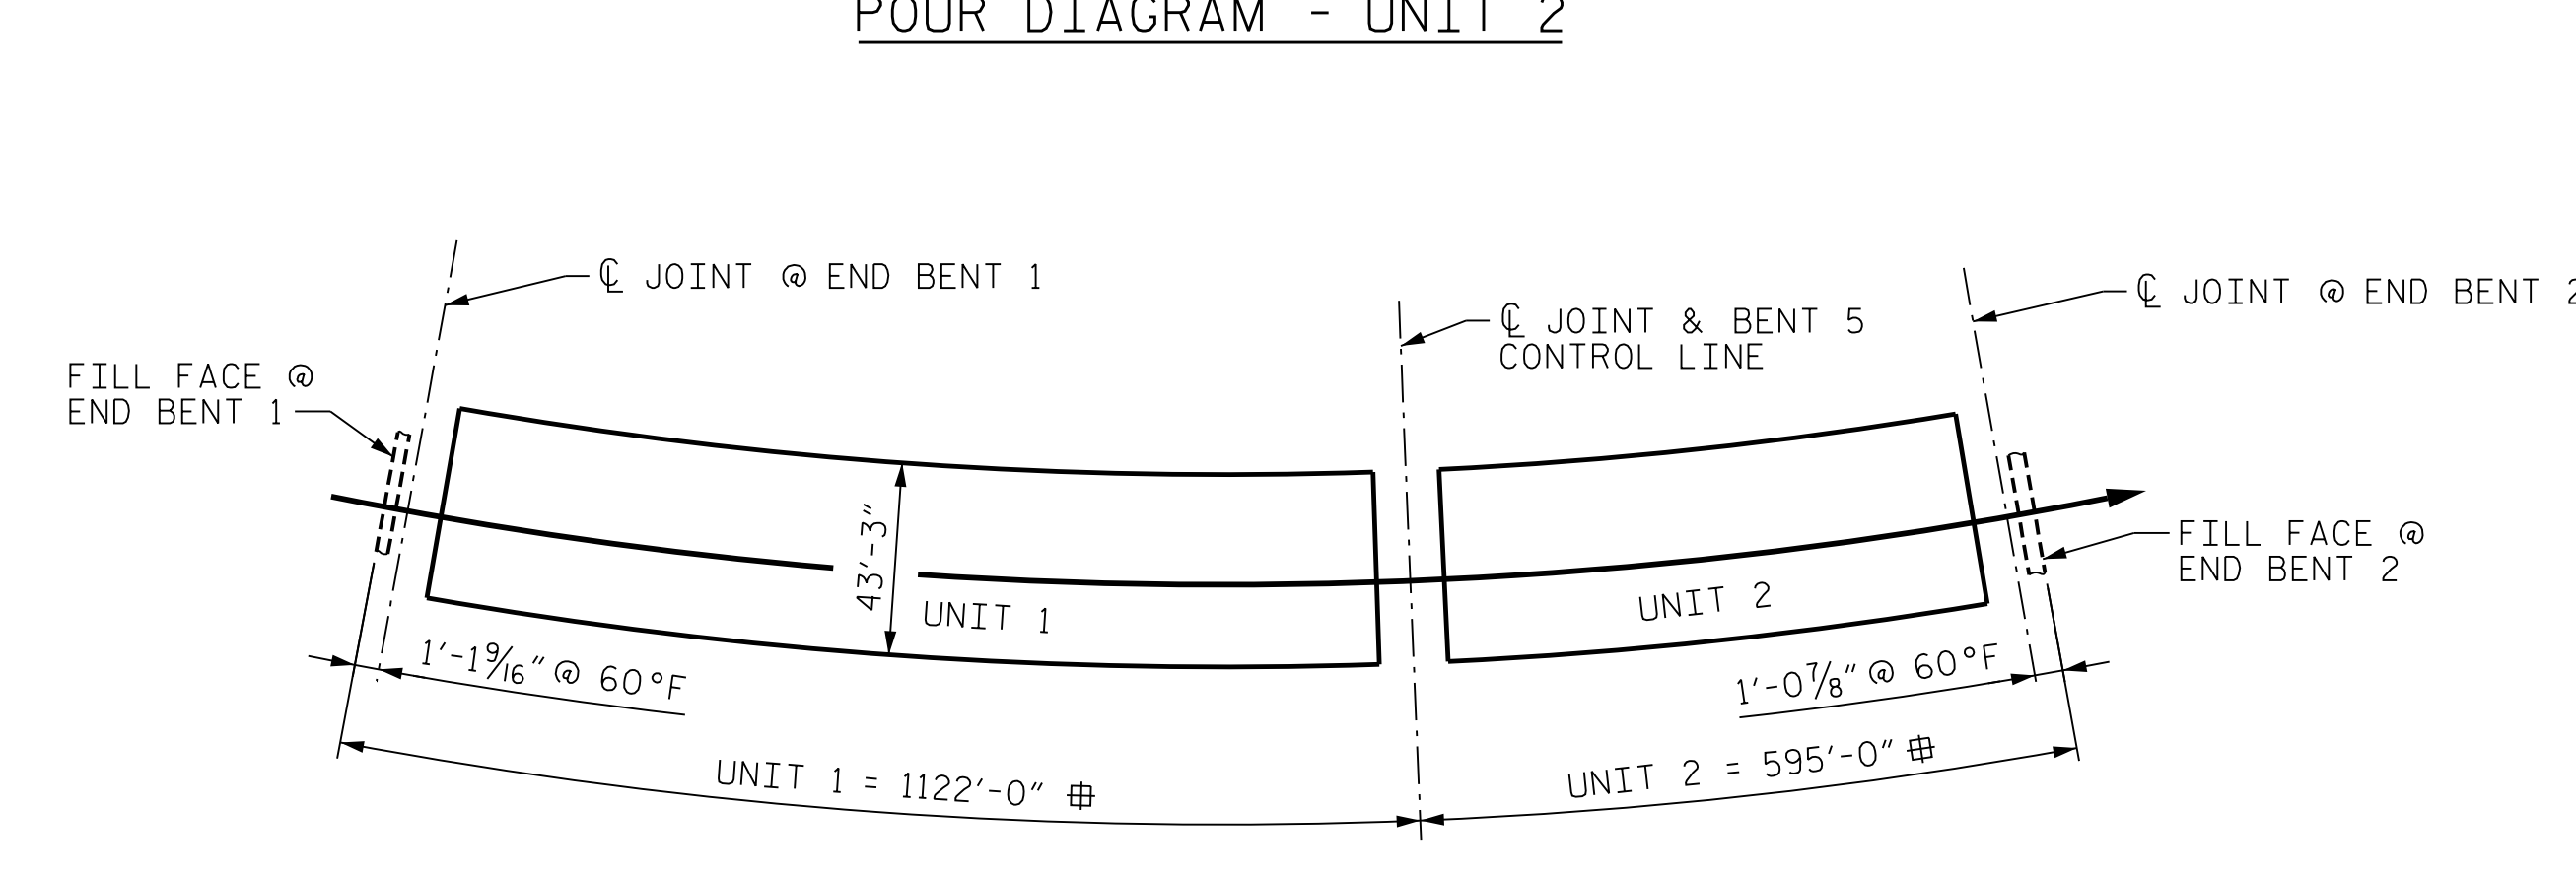 POUR DIAGRAM - UNIT 2
℄ JOINT @ END BENT 1
℄ JOINT @ END BENT 2
℄ JOINT & BENT 5
CONTROL LINE
FILL FACE @
END BENT 1
43'-3"
UNIT 1
UNIT 2
FILL FACE @
END BENT 2
1'-1 9/16" @ 60°F
1'-0 7/8" @ 60°F
UNIT 1 = 1122'-0" ⌗
UNIT 2 = 595'-0" ⌗